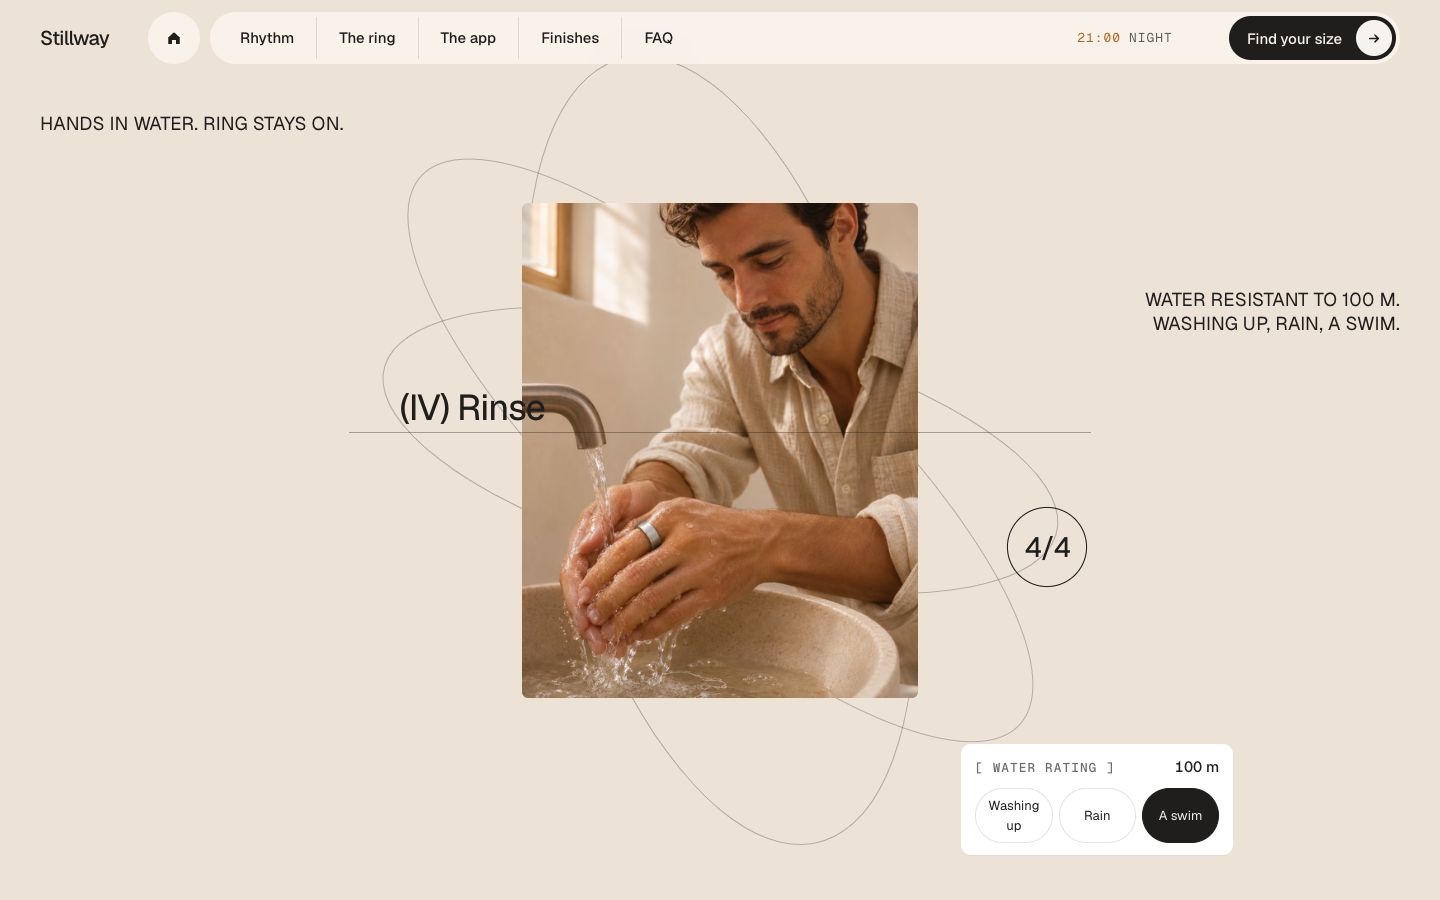 Stillway
Rhythm
The ring
The app
Finishes
FAQ
21:00 NIGHT
Find your size
HANDS IN WATER. RING STAYS ON.
WATER RESISTANT TO 100 M.
WASHING UP, RAIN, A SWIM.
(IV) Rinse
4/4
[ WATER RATING ]
100 m
Washing
up
Rain
A swim